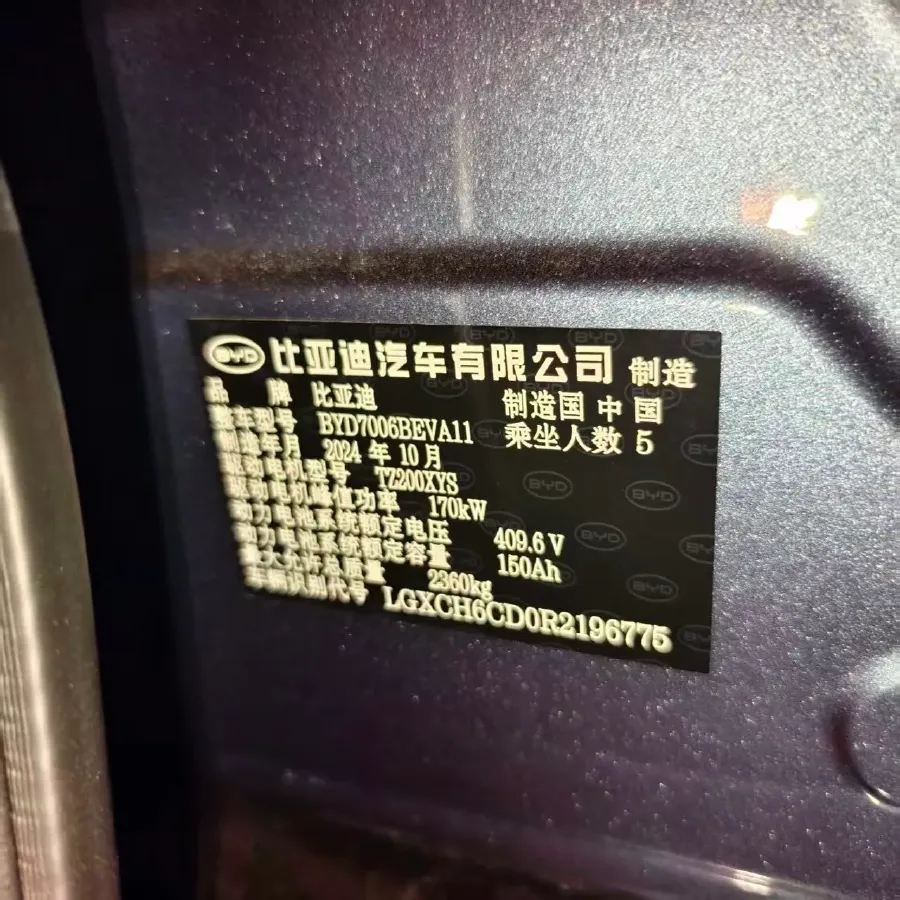 BYD 比亚迪汽车有限公司 制造
品 牌 比亚迪 制造国 中国
整车型号 BYD7006BEVA11 乘坐人数 5
制造年月 2024 年 10 月
驱动电机型号 TZ200XYS
驱动电机峰值功率 170kW
动力电池系统额定电压 409.6 V
动力电池系统额定容量 150Ah
最大允许总质量 2360kg
车辆识别代号 LGXCH6CD0R2196775